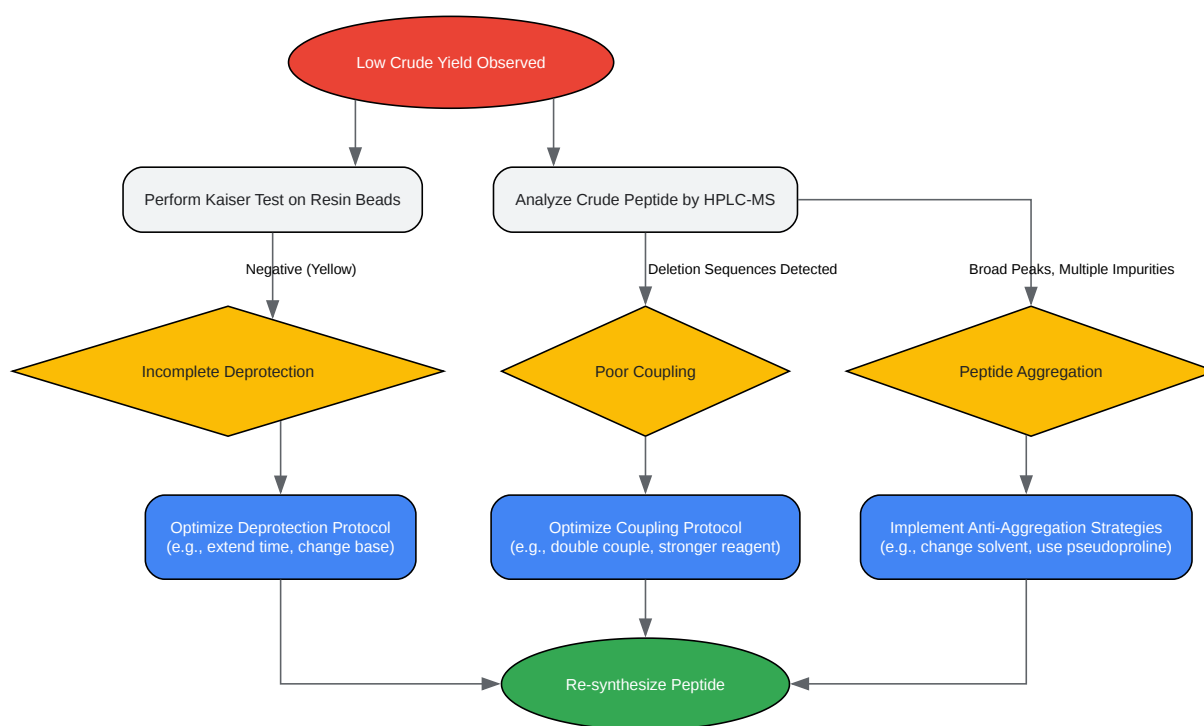 Low Crude Yield Observed
Perform Kaiser Test on Resin Beads
Analyze Crude Peptide by HPLC-MS
Negative (Yellow)
Deletion Sequences Detected
Broad Peaks, Multiple Impurities
Incomplete Deprotection
Poor Coupling
Peptide Aggregation
Optimize Deprotection Protocol
(e.g., extend time, change base)
Optimize Coupling Protocol
(e.g., double couple, stronger reagent)
Implement Anti-Aggregation Strategies
(e.g., change solvent, use pseudoproline)
Re-synthesize Peptide